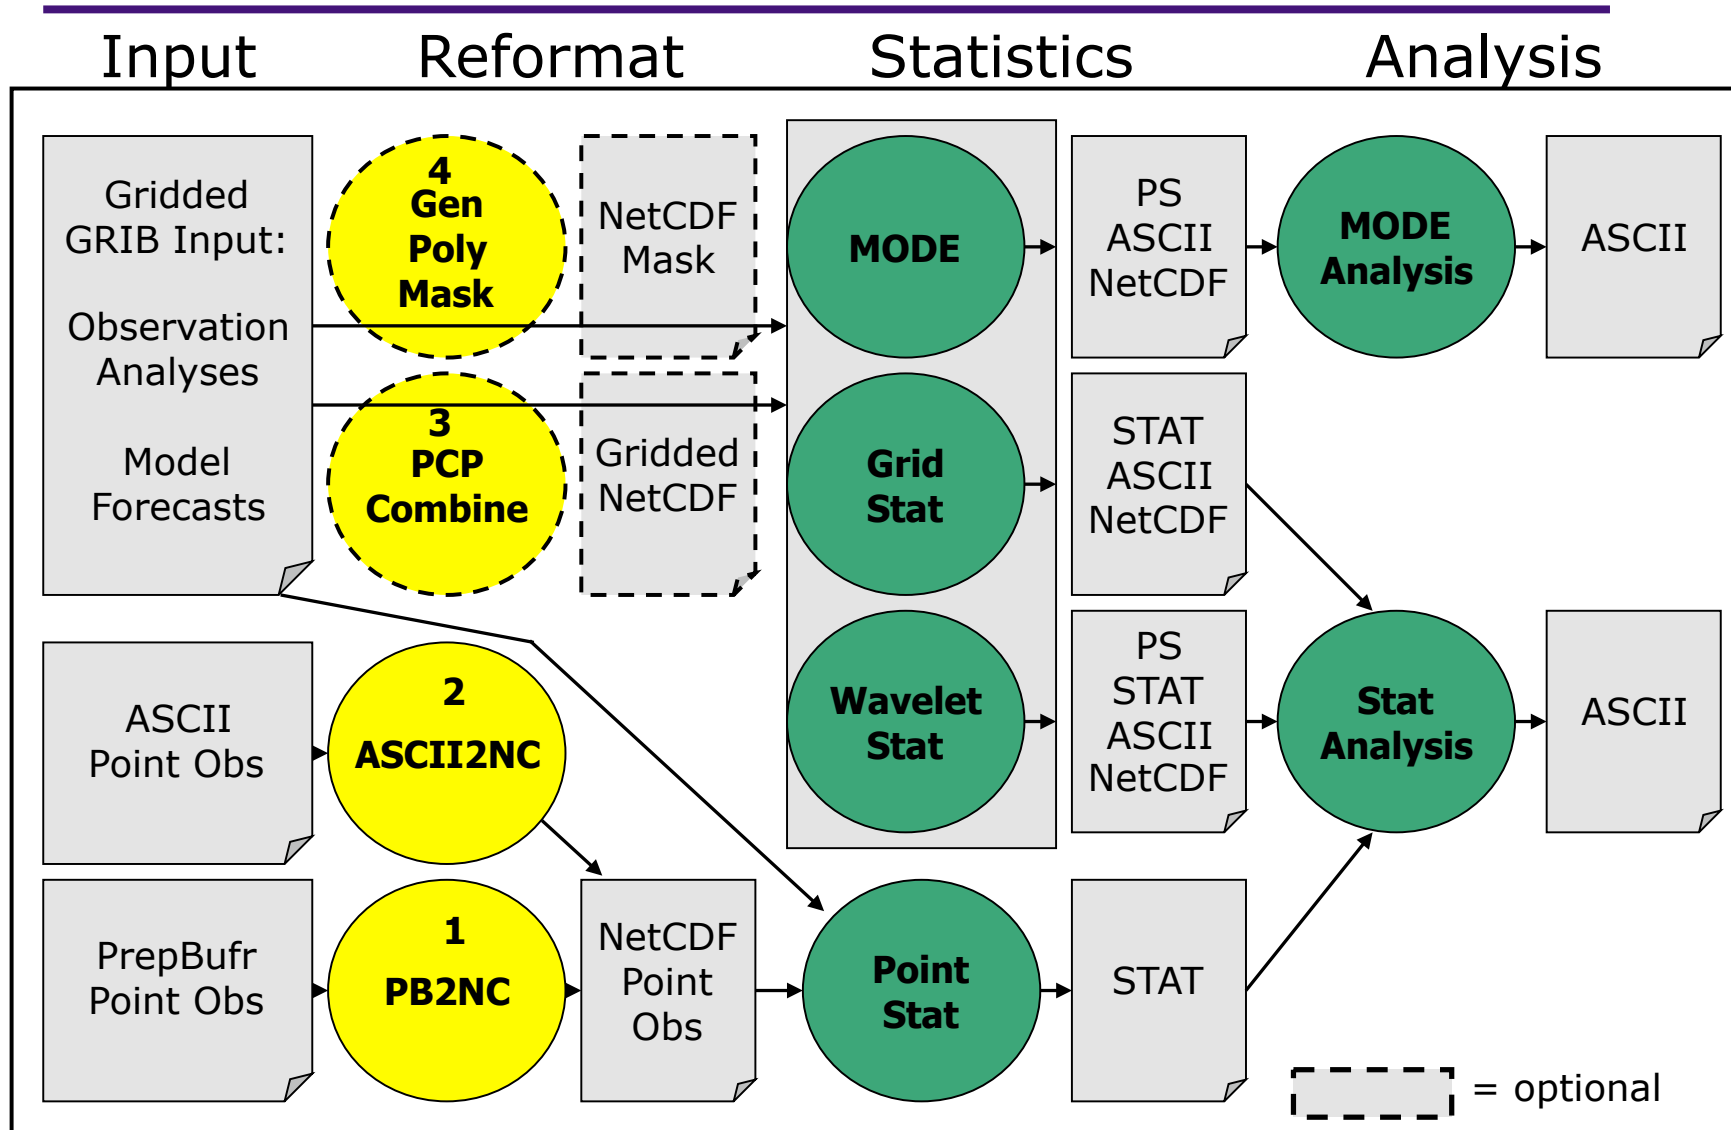 Input
Reformat
Statistics
Analysis
Gridded
GRIB Input:
Observation
Analyses
Model
Forecasts
4
Gen
Poly
Mask
NetCDF
Mask
MODE
PS
ASCII
NetCDF
MODE
Analysis
ASCII
3
PCP
Combine
Gridded
NetCDF
Grid
Stat
STAT
ASCII
NetCDF
ASCII
Point Obs
2
ASCII2NC
Wavelet
Stat
PS
STAT
ASCII
NetCDF
Stat
Analysis
ASCII
PrepBufr
Point Obs
1
PB2NC
NetCDF
Point
Obs
Point
Stat
STAT
= optional